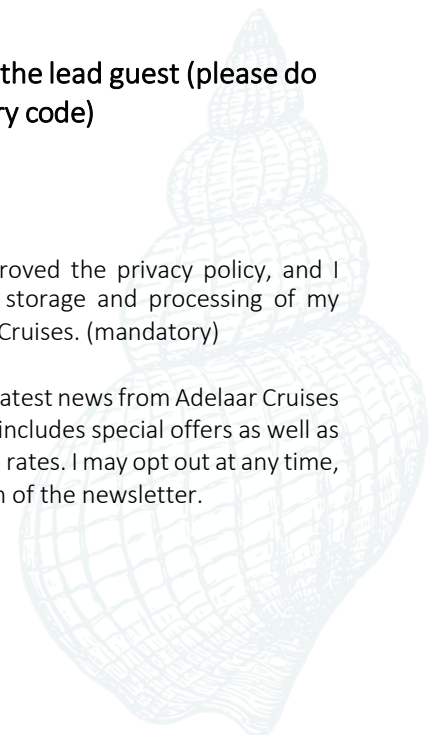 the lead guest (please do
ry code)
roved the privacy policy, and I
storage and processing of my
Cruises. (mandatory)
atest news from Adelaar Cruises
includes special offers as well as
rates. I may opt out at any time,
n of the newsletter.